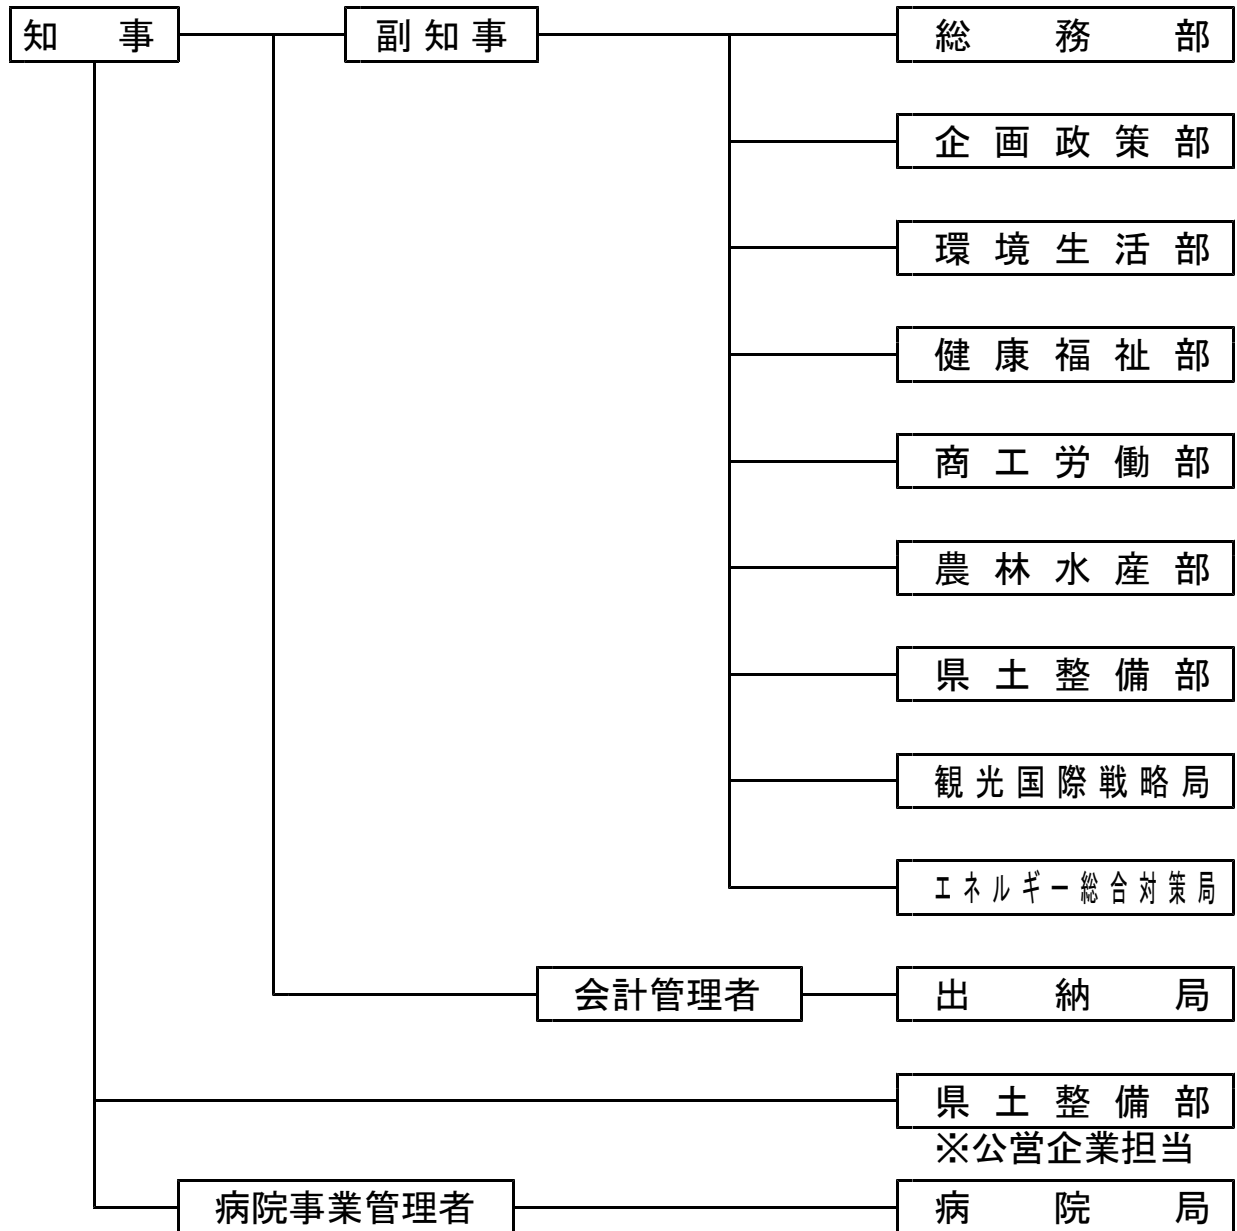 知事 副知事 総務部
企画政策部
環境生活部
健康福祉部
商工労働部
農林水産部
県土整備部
観光国際戦略局
エネルギー総合対策局
会計管理者 出納局
県土整備部
※公営企業担当
病院事業管理者 病院局